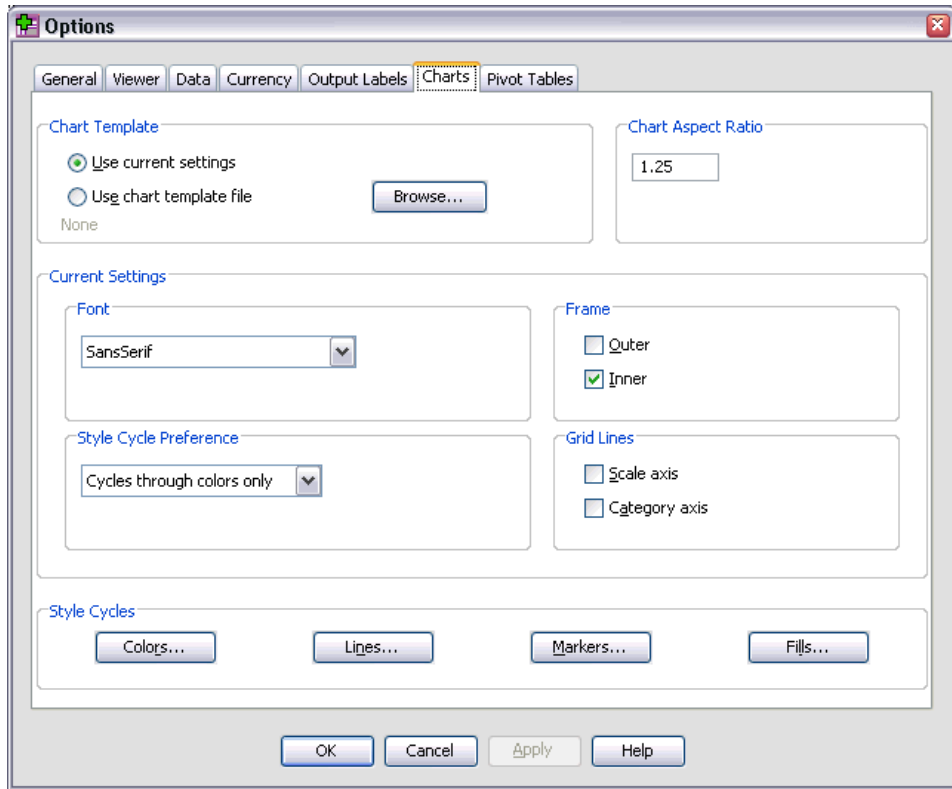 Options
General Viewer Data Currency Output Labels Charts Pivot Tables
Chart Template
Use current settings
Use chart template file
Browse...
None
Chart Aspect Ratio
1.25
Current Settings
Font
SansSerif
Frame
Outer
Inner
Style Cycle Preference
Cycles through colors only
Grid Lines
Scale axis
Category axis
Style Cycles
Colors... Lines... Markers... Fills...
OK Cancel Apply Help